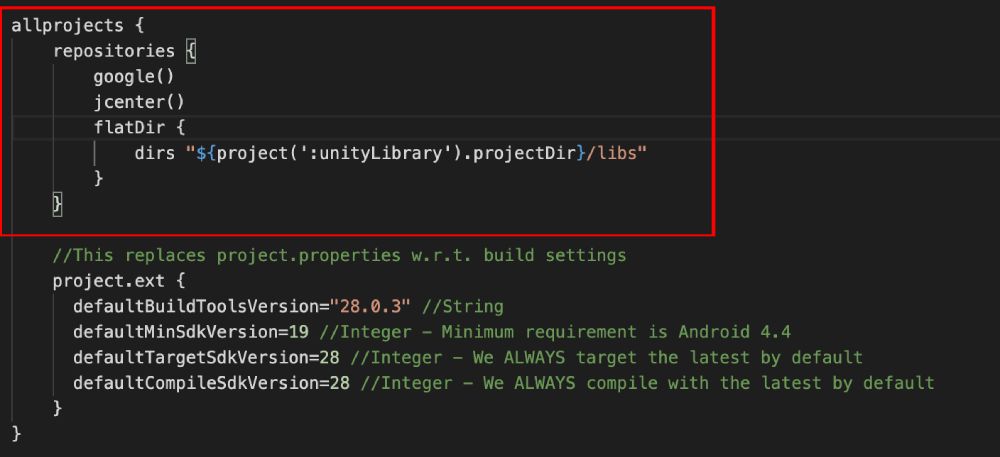 allprojects {
    repositories {
        google()
        jcenter()
        flatDir {
            dirs "${project(':unityLibrary').projectDir}/libs"
        }
    }

    //This replaces project.properties w.r.t. build settings
    project.ext {
      defaultBuildToolsVersion="28.0.3" //String
      defaultMinSdkVersion=19 //Integer – Minimum requirement is Android 4.4
      defaultTargetSdkVersion=28 //Integer – We ALWAYS target the latest by default
      defaultCompileSdkVersion=28 //Integer – We ALWAYS compile with the latest by default
    }
}